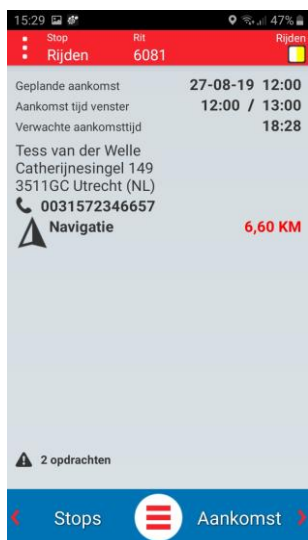 15:29 47%
Stop Rit Rijden
Rijden 6081
Geplande aankomst 27-08-19 12:00
Aankomst tijd venster 12:00 / 13:00
Verwachte aankomsttijd 18:28
Tess van der Welle
Catherijnesingel 149
3511GC Utrecht (NL)
0031572346657
Navigatie 6,60 KM
2 opdrachten
Stops Aankomst